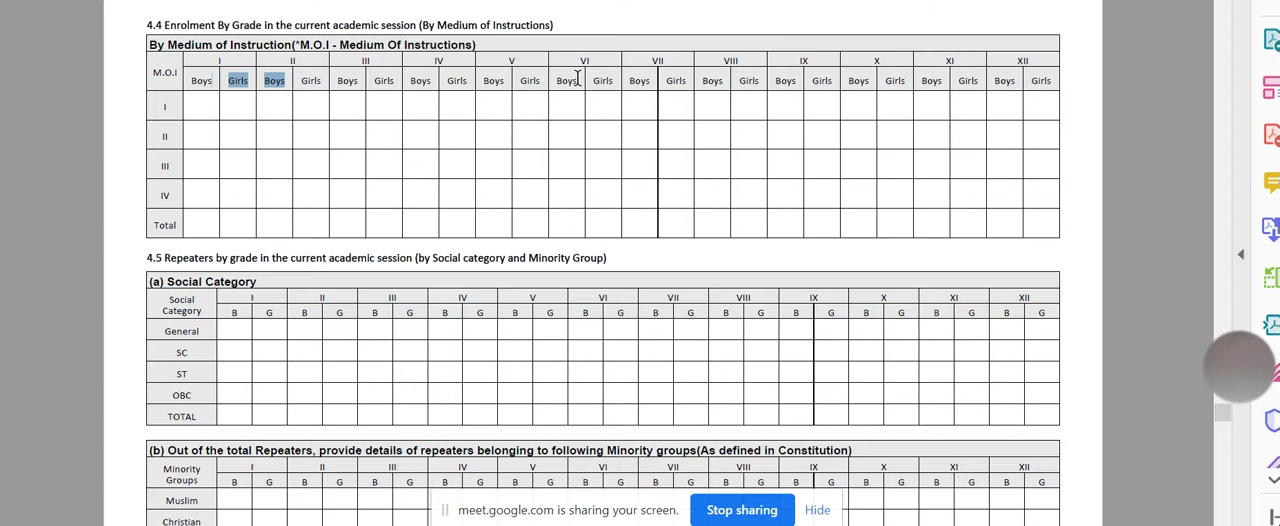 4.4 Enrolment By Grade in the current academic session (By Medium of Instructions)
By Medium of Instruction(*M.O.I - Medium Of Instructions)
M.O.I I II III IV V VI VII VIII IX X XI XII
Boys Girls Boys Girls Boys Girls Boys Girls Boys Girls Boys Girls Boys Girls Boys Girls Boys Girls Boys Girls Boys Girls Boys Girls
I
II
III
IV
Total
4.5 Repeaters by grade in the current academic session (by Social category and Minority Group)
(a) Social Category
Social Category I II III IV V VI VII VIII IX X XI XII
B G B G B G B G B G B G B G B G B G B G B G B G
General
SC
ST
OBC
TOTAL
(b) Out of the total Repeaters, provide details of repeaters belonging to following Minority groups(As defined in Constitution)
Minority Groups I II III IV V VI VII VIII IX X XI XII
B G B G B G B G B G B G B G B G B G B G B G B G
Muslim
Christian
meet.google.com is sharing your screen. Stop sharing Hide